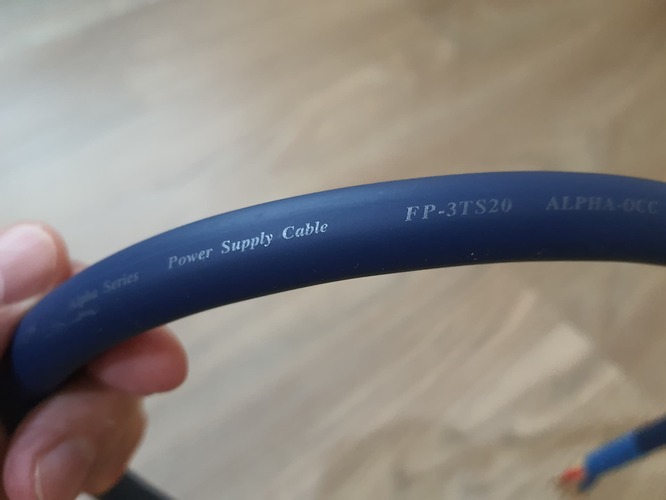 Alpha Series Power Supply Cable FP-3TS20 ALPHA-OCC